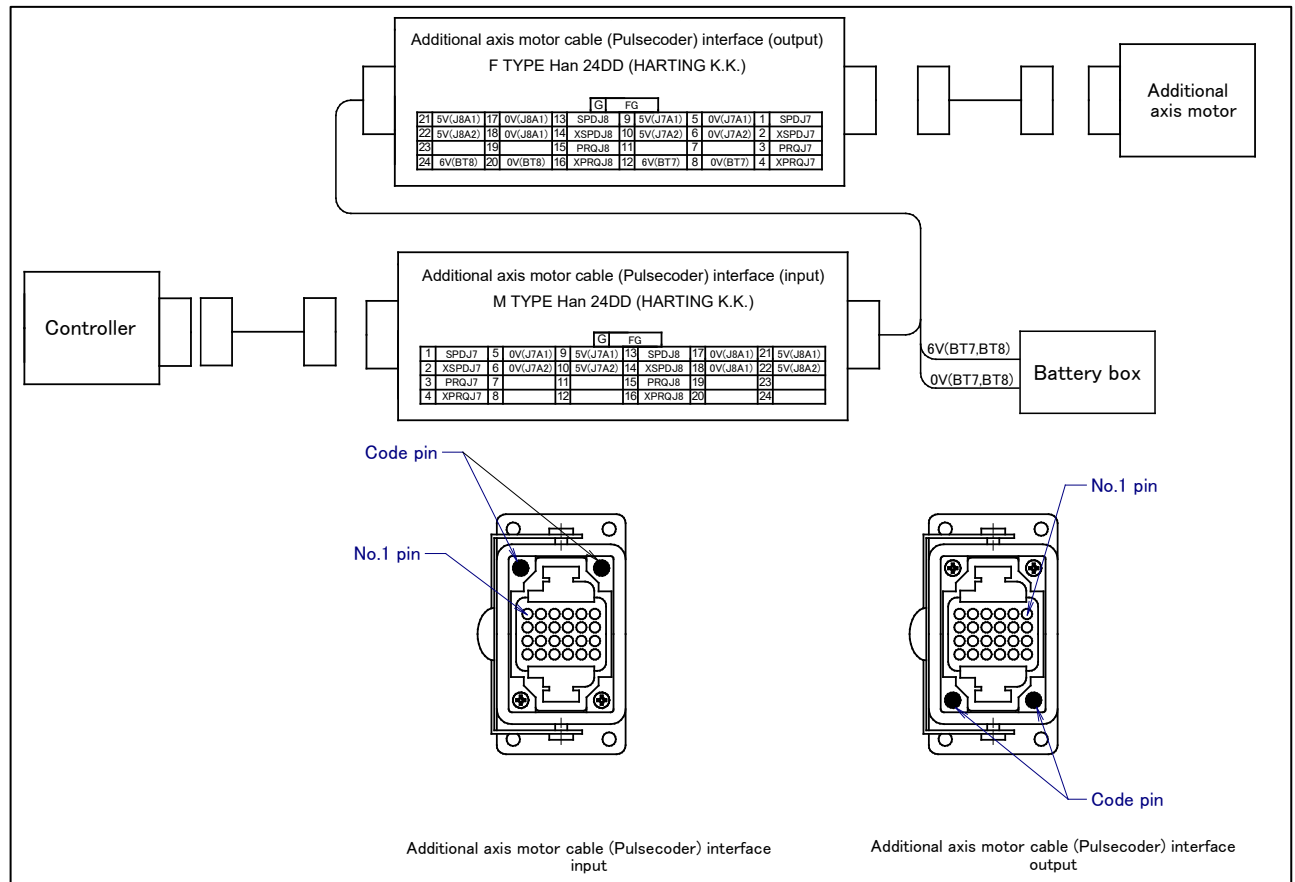 Additional axis motor cable (Pulsecoder) interface (output)
F TYPE Han 24DD (HARTING K.K.)
G FG
21 5V(J8A1) 17 0V(J8A1) 13 SPDJ8 9 5V(J7A1) 5 0V(J7A1) 1 SPDJ7
22 5V(J8A2) 18 0V(J8A1) 14 XSPDJ8 10 5V(J7A2) 6 0V(J7A2) 2 XSPDJ7
23 19 15 PRQJ8 11 7 3 PRQJ7
24 6V(BT8) 20 0V(BT8) 16 XPRQJ8 12 6V(BT7) 8 0V(BT7) 4 XPRQJ7
Additional
axis motor
Controller
Additional axis motor cable (Pulsecoder) interface (input)
M TYPE Han 24DD (HARTING K.K.)
G FG
1 SPDJ7 5 0V(J7A1) 9 5V(J7A1) 13 SPDJ8 17 0V(J8A1) 21 5V(J8A1)
2 XSPDJ7 6 0V(J7A2) 10 5V(J7A2) 14 XSPDJ8 18 0V(J8A1) 22 5V(J8A2)
3 PRQJ7 7 11 15 PRQJ8 19 23
4 XPRQJ7 8 12 16 XPRQJ8 20 24
6V(BT7,BT8)
0V(BT7,BT8)
Battery box
Code pin
No.1 pin
No.1 pin
Code pin
Additional axis motor cable (Pulsecoder) interface
input
Additional axis motor cable (Pulsecoder) interface
output